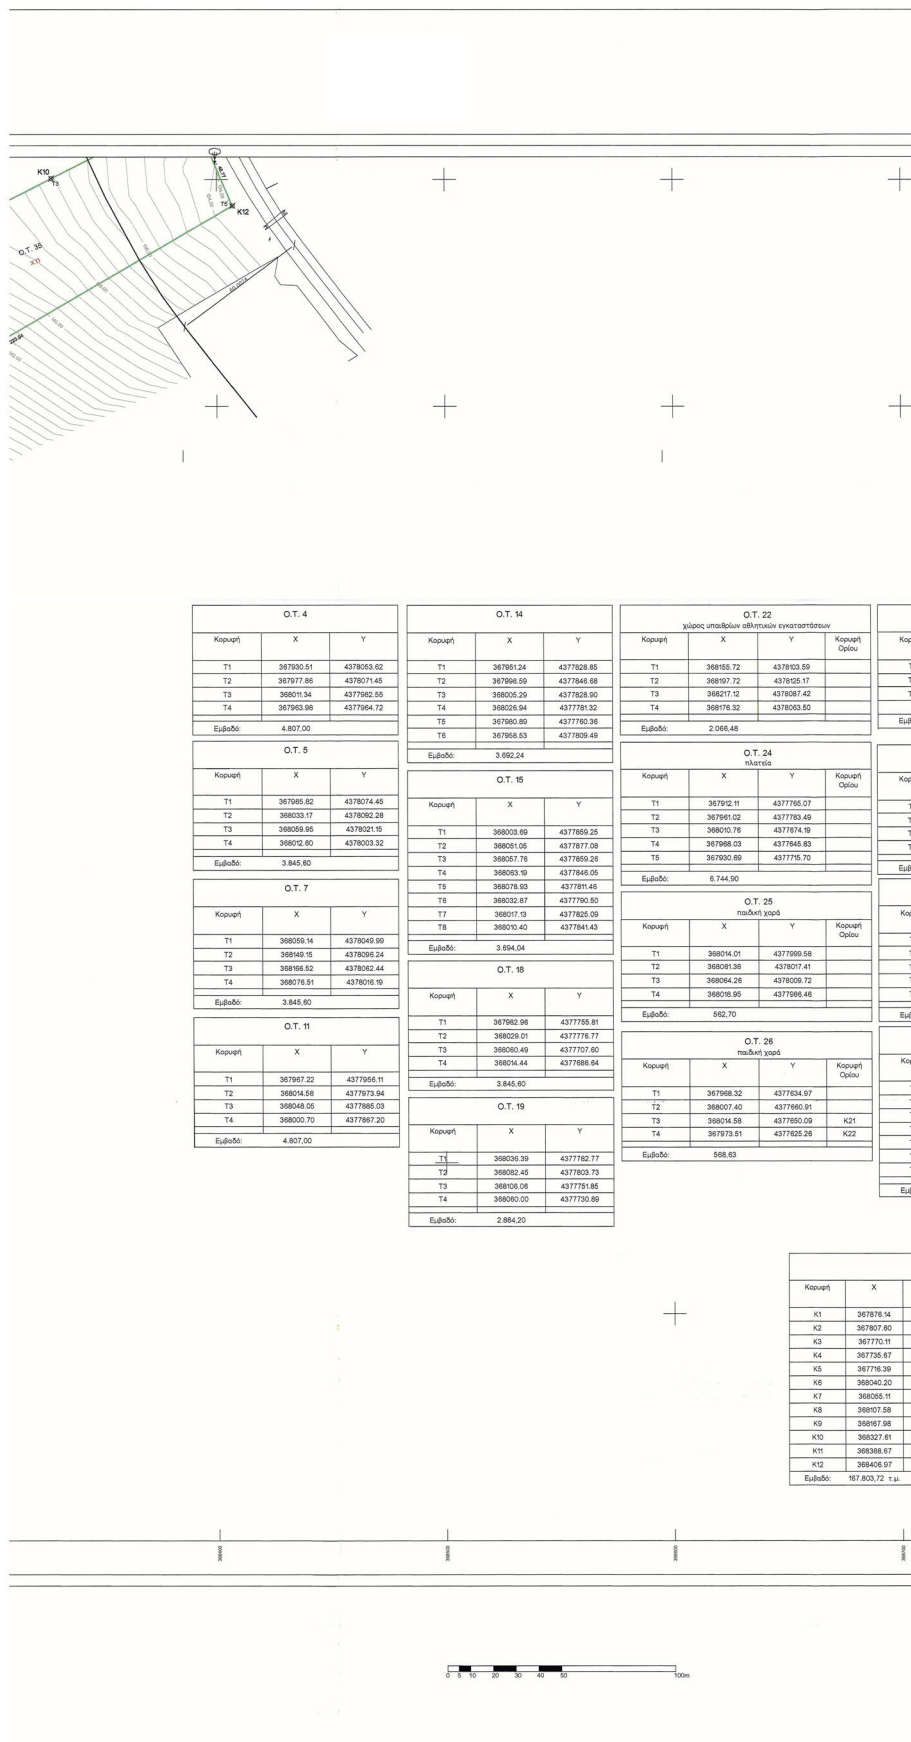 K10
T3
K12
T5
O.T. 35
Χ.Π
Ο.Τ. 4
Κορυφή X Y
T1 367930.51 4378053.62
T2 367977.86 4378071.45
T3 368011.34 4377982.55
T4 367963.98 4377964.72
Εμβαδό: 4.807,00
Ο.Τ. 5
Κορυφή X Y
T1 367985.82 4378074.45
T2 368033.17 4378092.28
T3 368059.95 4378021.15
T4 368012.60 4378003.32
Εμβαδό: 3.845,60
Ο.Τ. 7
Κορυφή X Y
T1 368059.14 4378049.99
T2 368149.15 4378096.24
T3 368166.52 4378062.44
T4 368076.51 4378016.19
Εμβαδό: 3.845,60
Ο.Τ. 11
Κορυφή X Y
T1 367967.22 4377956.11
T2 368014.58 4377973.94
T3 368048.05 4377885.03
T4 368000.70 4377867.20
Εμβαδό: 4.807,00
Ο.Τ. 14
Κορυφή X Y
T1 367951.24 4377828.85
T2 367998.59 4377846.68
T3 368005.29 4377828.90
T4 368026.94 4377781.32
T5 367980.89 4377760.36
T6 367958.53 4377809.49
Εμβαδό: 3.692,24
Ο.Τ. 15
Κορυφή X Y
T1 368003.69 4377859.25
T2 368051.05 4377877.08
T3 368057.76 4377859.26
T4 368063.19 4377846.05
T5 368078.93 4377811.46
T6 368032.87 4377790.50
T7 368017.13 4377825.09
T8 368010.40 4377841.43
Εμβαδό: 3.694,04
Ο.Τ. 18
Κορυφή X Y
T1 367982.96 4377755.81
T2 368029.01 4377776.77
T3 368060.49 4377707.60
T4 368014.44 4377686.64
Εμβαδό: 3.845,60
Ο.Τ. 19
Κορυφή X Y
T1 368036.39 4377782.77
T2 368082.45 4377803.73
T3 368106.06 4377751.85
T4 368060.00 4377730.89
Εμβαδό: 2.884,20
Ο.Τ. 22
χώρος υπαιθρίων αθλητικών εγκαταστάσεων
Κορυφή X Y Κορυφή
Ορίου
T1 368155.72 4378103.59
T2 368197.72 4378125.17
T3 368217.12 4378087.42
T4 368176.32 4378063.50
Εμβαδό: 2.066,48
Ο.Τ. 24
πλατεία
Κορυφή X Y Κορυφή
Ορίου
T1 367912.11 4377765.07
T2 367961.02 4377783.49
T3 368010.76 4377674.19
T4 367968.03 4377645.83
T5 367930.69 4377715.70
Εμβαδό: 6.744,90
Ο.Τ. 25
παιδική χαρά
Κορυφή X Y Κορυφή
Ορίου
T1 368014.01 4377999.58
T2 368061.36 4378017.41
T3 368064.26 4378009.72
T4 368016.95 4377986.46
Εμβαδό: 562,70
Ο.Τ. 26
παιδική χαρά
Κορυφή X Y Κορυφή
Ορίου
T1 367968.32 4377634.97
T2 368007.40 4377660.91
T3 368014.58 4377650.09 K21
T4 367973.51 4377625.26 K22
Εμβαδό: 568,63
Κορυφή X
K1 367876.14
K2 367807.60
K3 367770.11
K4 367735.67
K5 367716.39
K6 368040.20
K7 368055.11
K8 368107.58
K9 368167.98
K10 368327.61
K11 368388.67
K12 368406.97
Εμβαδό: 167.803,72 τ.μ.
368400 368500 368600 368700
0 5 10 20 30 40 50 100m